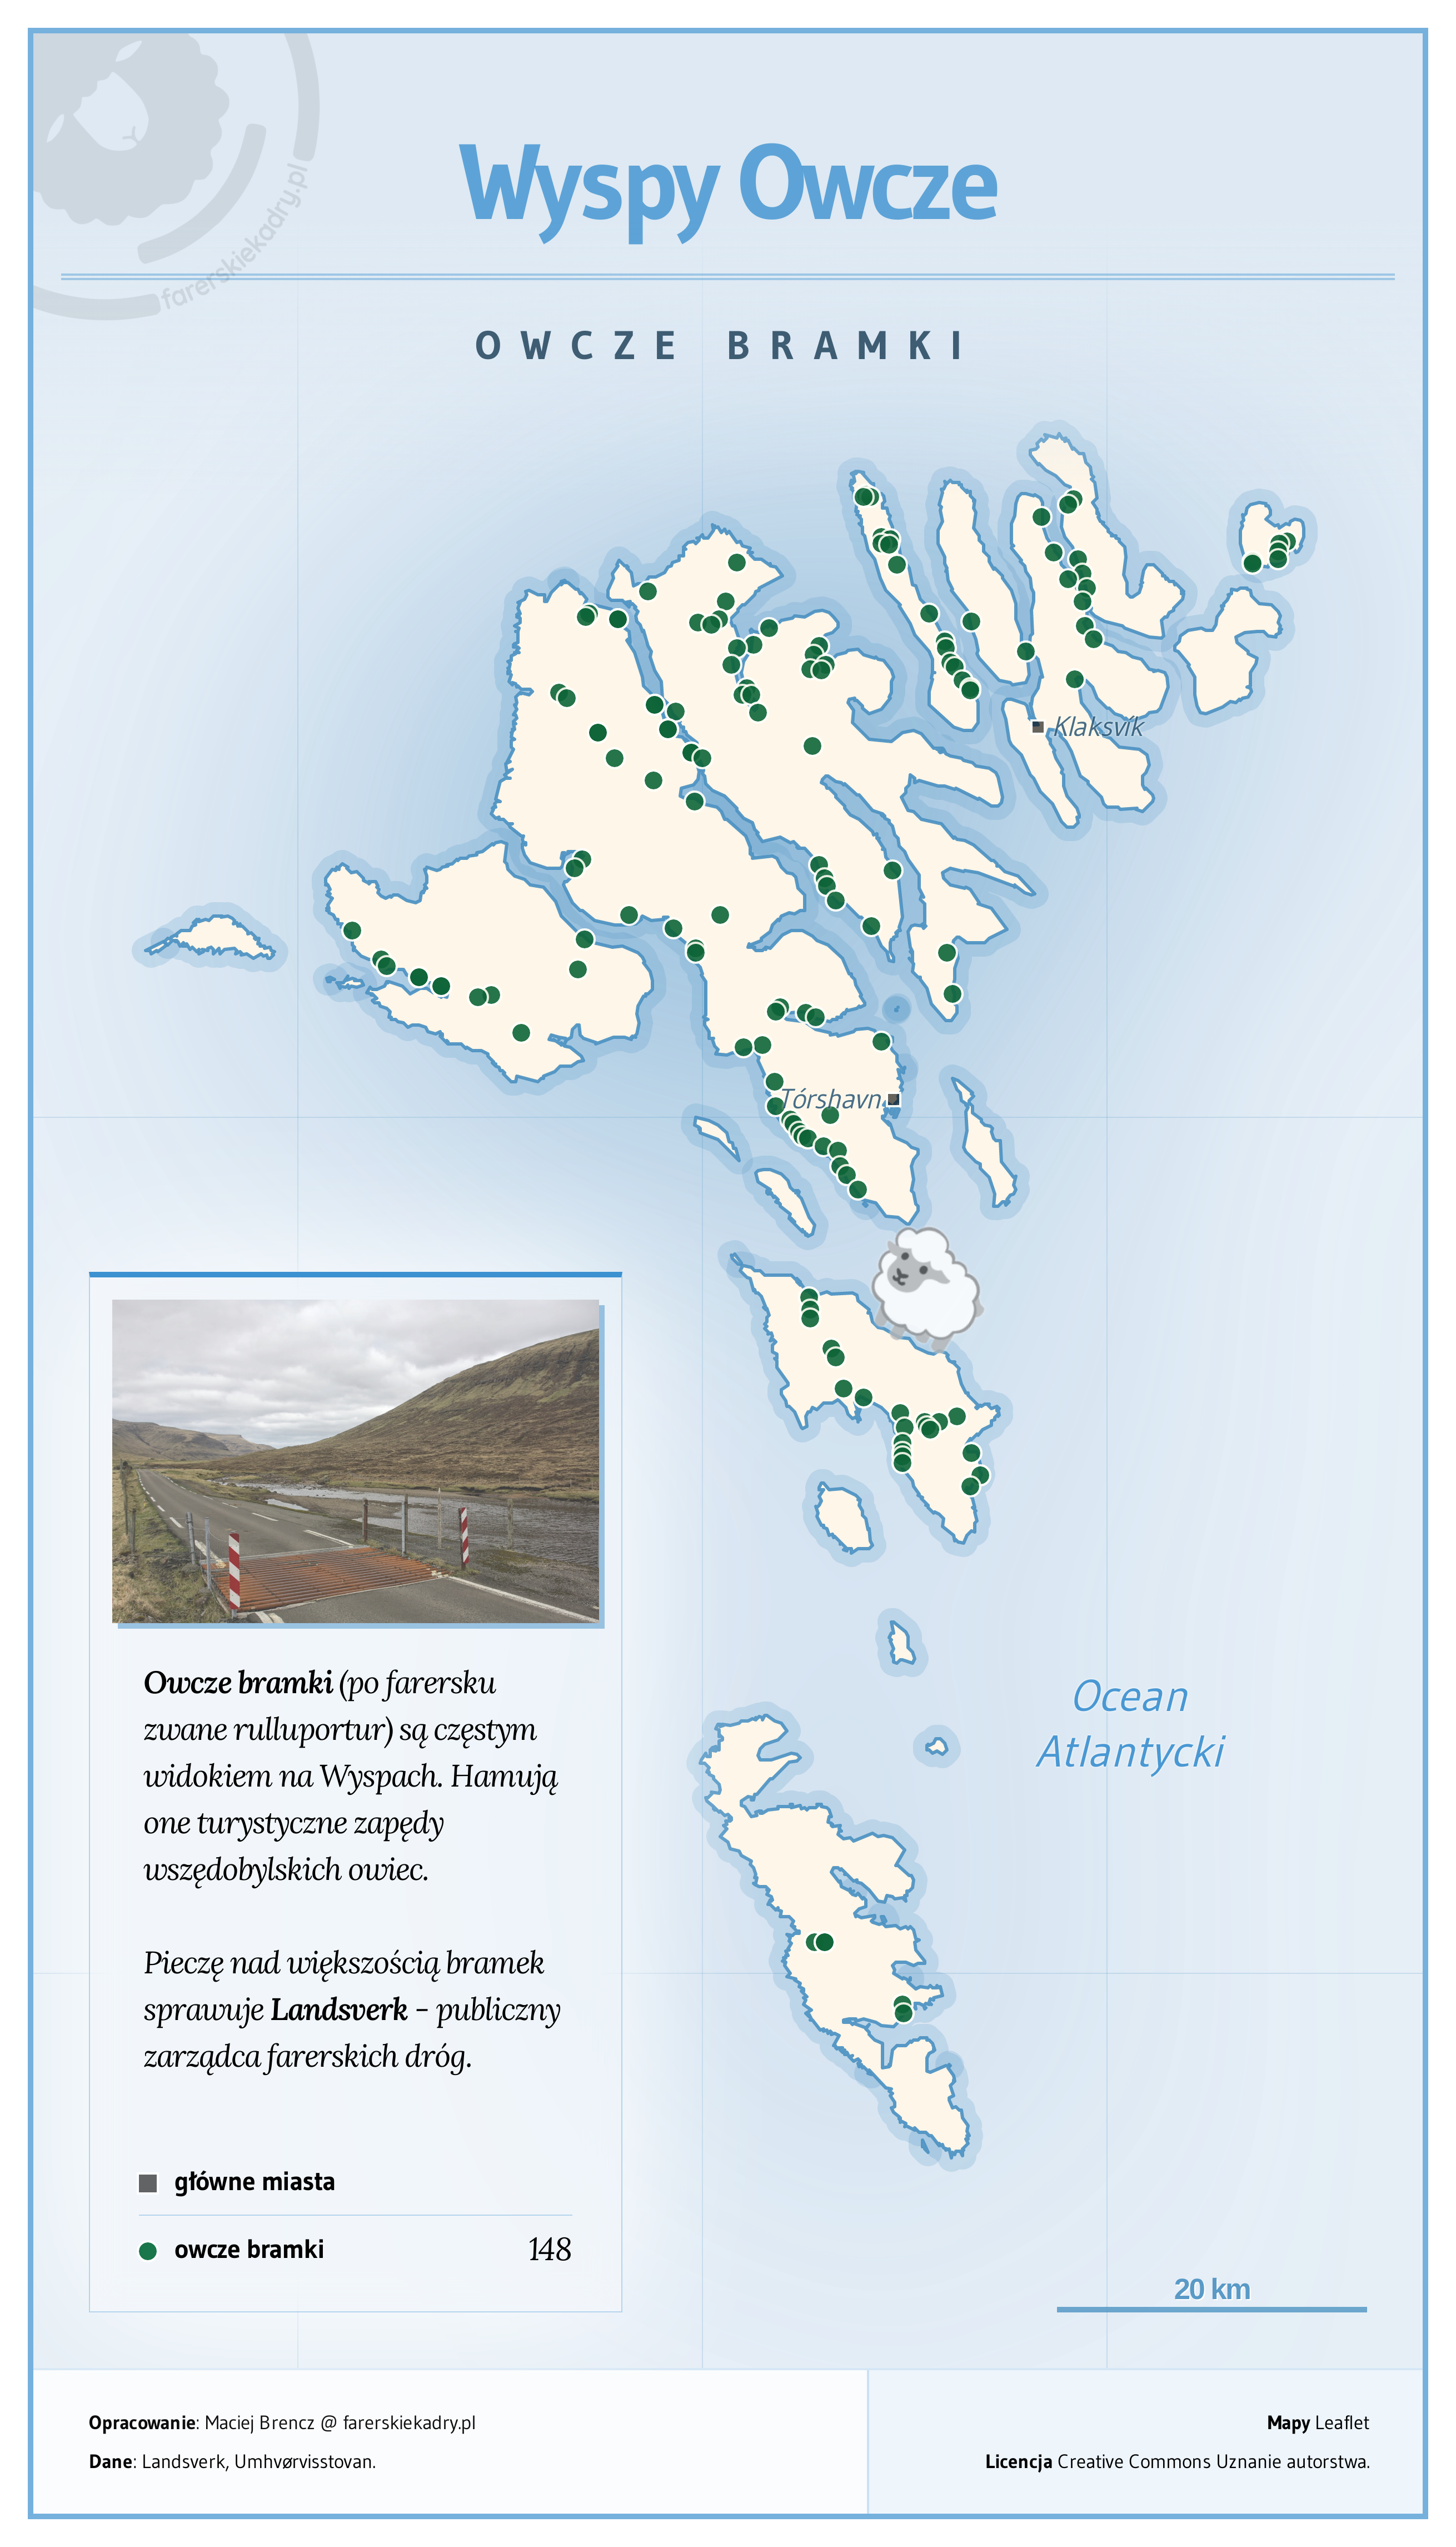 farerskiekadry.pl
Wyspy Owcze
OWCZE BRAMKI
Klaksvík
Tórshavn
Owcze bramki (po farersku
zwane rulluportur) są częstym
widokiem na Wyspach. Hamują
one turystyczne zapędy
wszędobylskich owiec.
Pieczę nad większością bramek
sprawuje Landsverk - publiczny
zarządca farerskich dróg.
Ocean
Atlantycki
główne miasta
owcze bramki 148
20 km
Opracowanie: Maciej Brencz @ farerskiekadry.pl
Dane: Landsverk, Umhvørvisstovan.
Mapy Leaflet
Licencja Creative Commons Uznanie autorstwa.